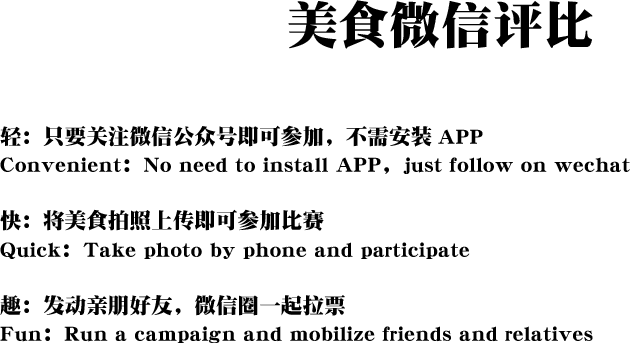 美食微信评比
轻：只要关注微信公众号即可参加，不需安装 APP
Convenient：No need to install APP，just follow on wechat
快：将美食拍照上传即可参加比赛
Quick：Take photo by phone and participate
趣：发动亲朋好友，微信圈一起拉票
Fun：Run a campaign and mobilize friends and relatives